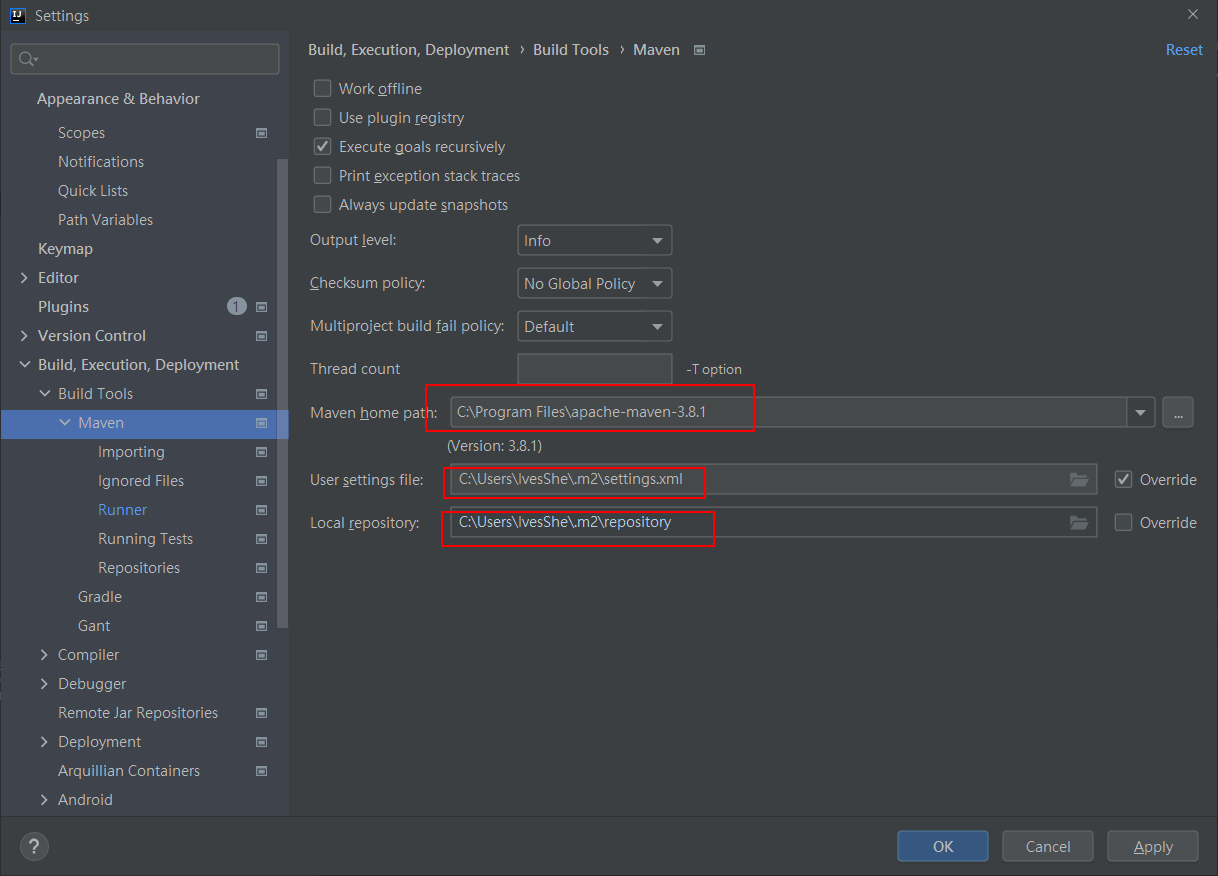 Settings
Build, Execution, Deployment › Build Tools › Maven
Reset
Appearance & Behavior
Scopes
Notifications
Quick Lists
Path Variables
Keymap
Editor
Plugins 1
Version Control
Build, Execution, Deployment
Build Tools
Maven
Importing
Ignored Files
Runner
Running Tests
Repositories
Gradle
Gant
Compiler
Debugger
Remote Jar Repositories
Deployment
Arquillian Containers
Android
Work offline
Use plugin registry
Execute goals recursively
Print exception stack traces
Always update snapshots
Output level: Info
Checksum policy: No Global Policy
Multiproject build fail policy: Default
Thread count -T option
Maven home path: C:\Program Files\apache-maven-3.8.1 ...
(Version: 3.8.1)
User settings file: C:\Users\IvesShe\.m2\settings.xml Override
Local repository: C:\Users\IvesShe\.m2\repository Override
?
OK Cancel Apply